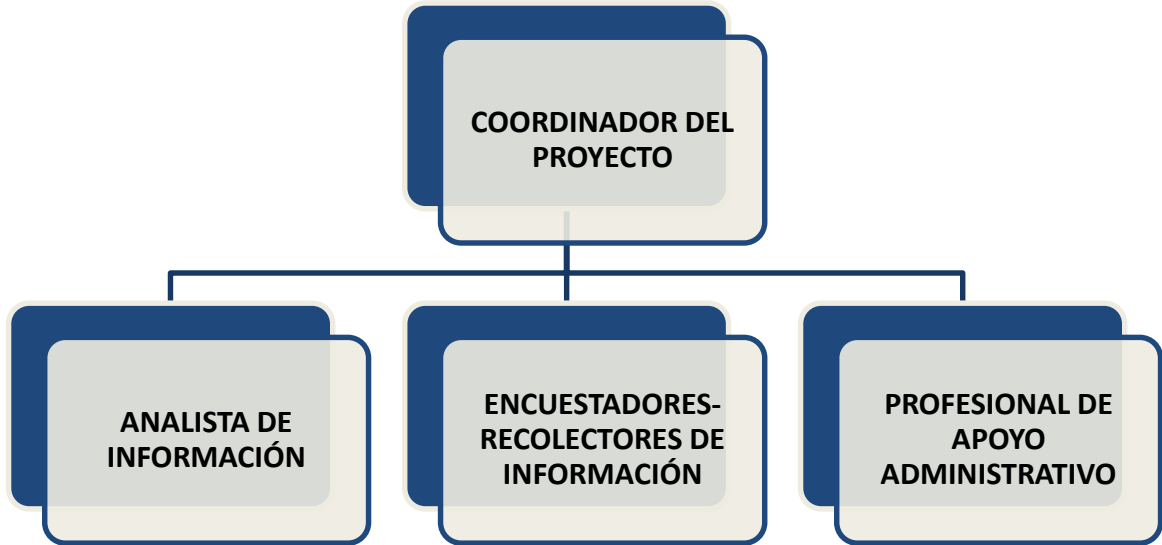 COORDINADOR DEL
PROYECTO
ANALISTA DE
INFORMACIÓN
ENCUESTADORES-
RECOLECTORES DE
INFORMACIÓN
PROFESIONAL DE
APOYO
ADMINISTRATIVO